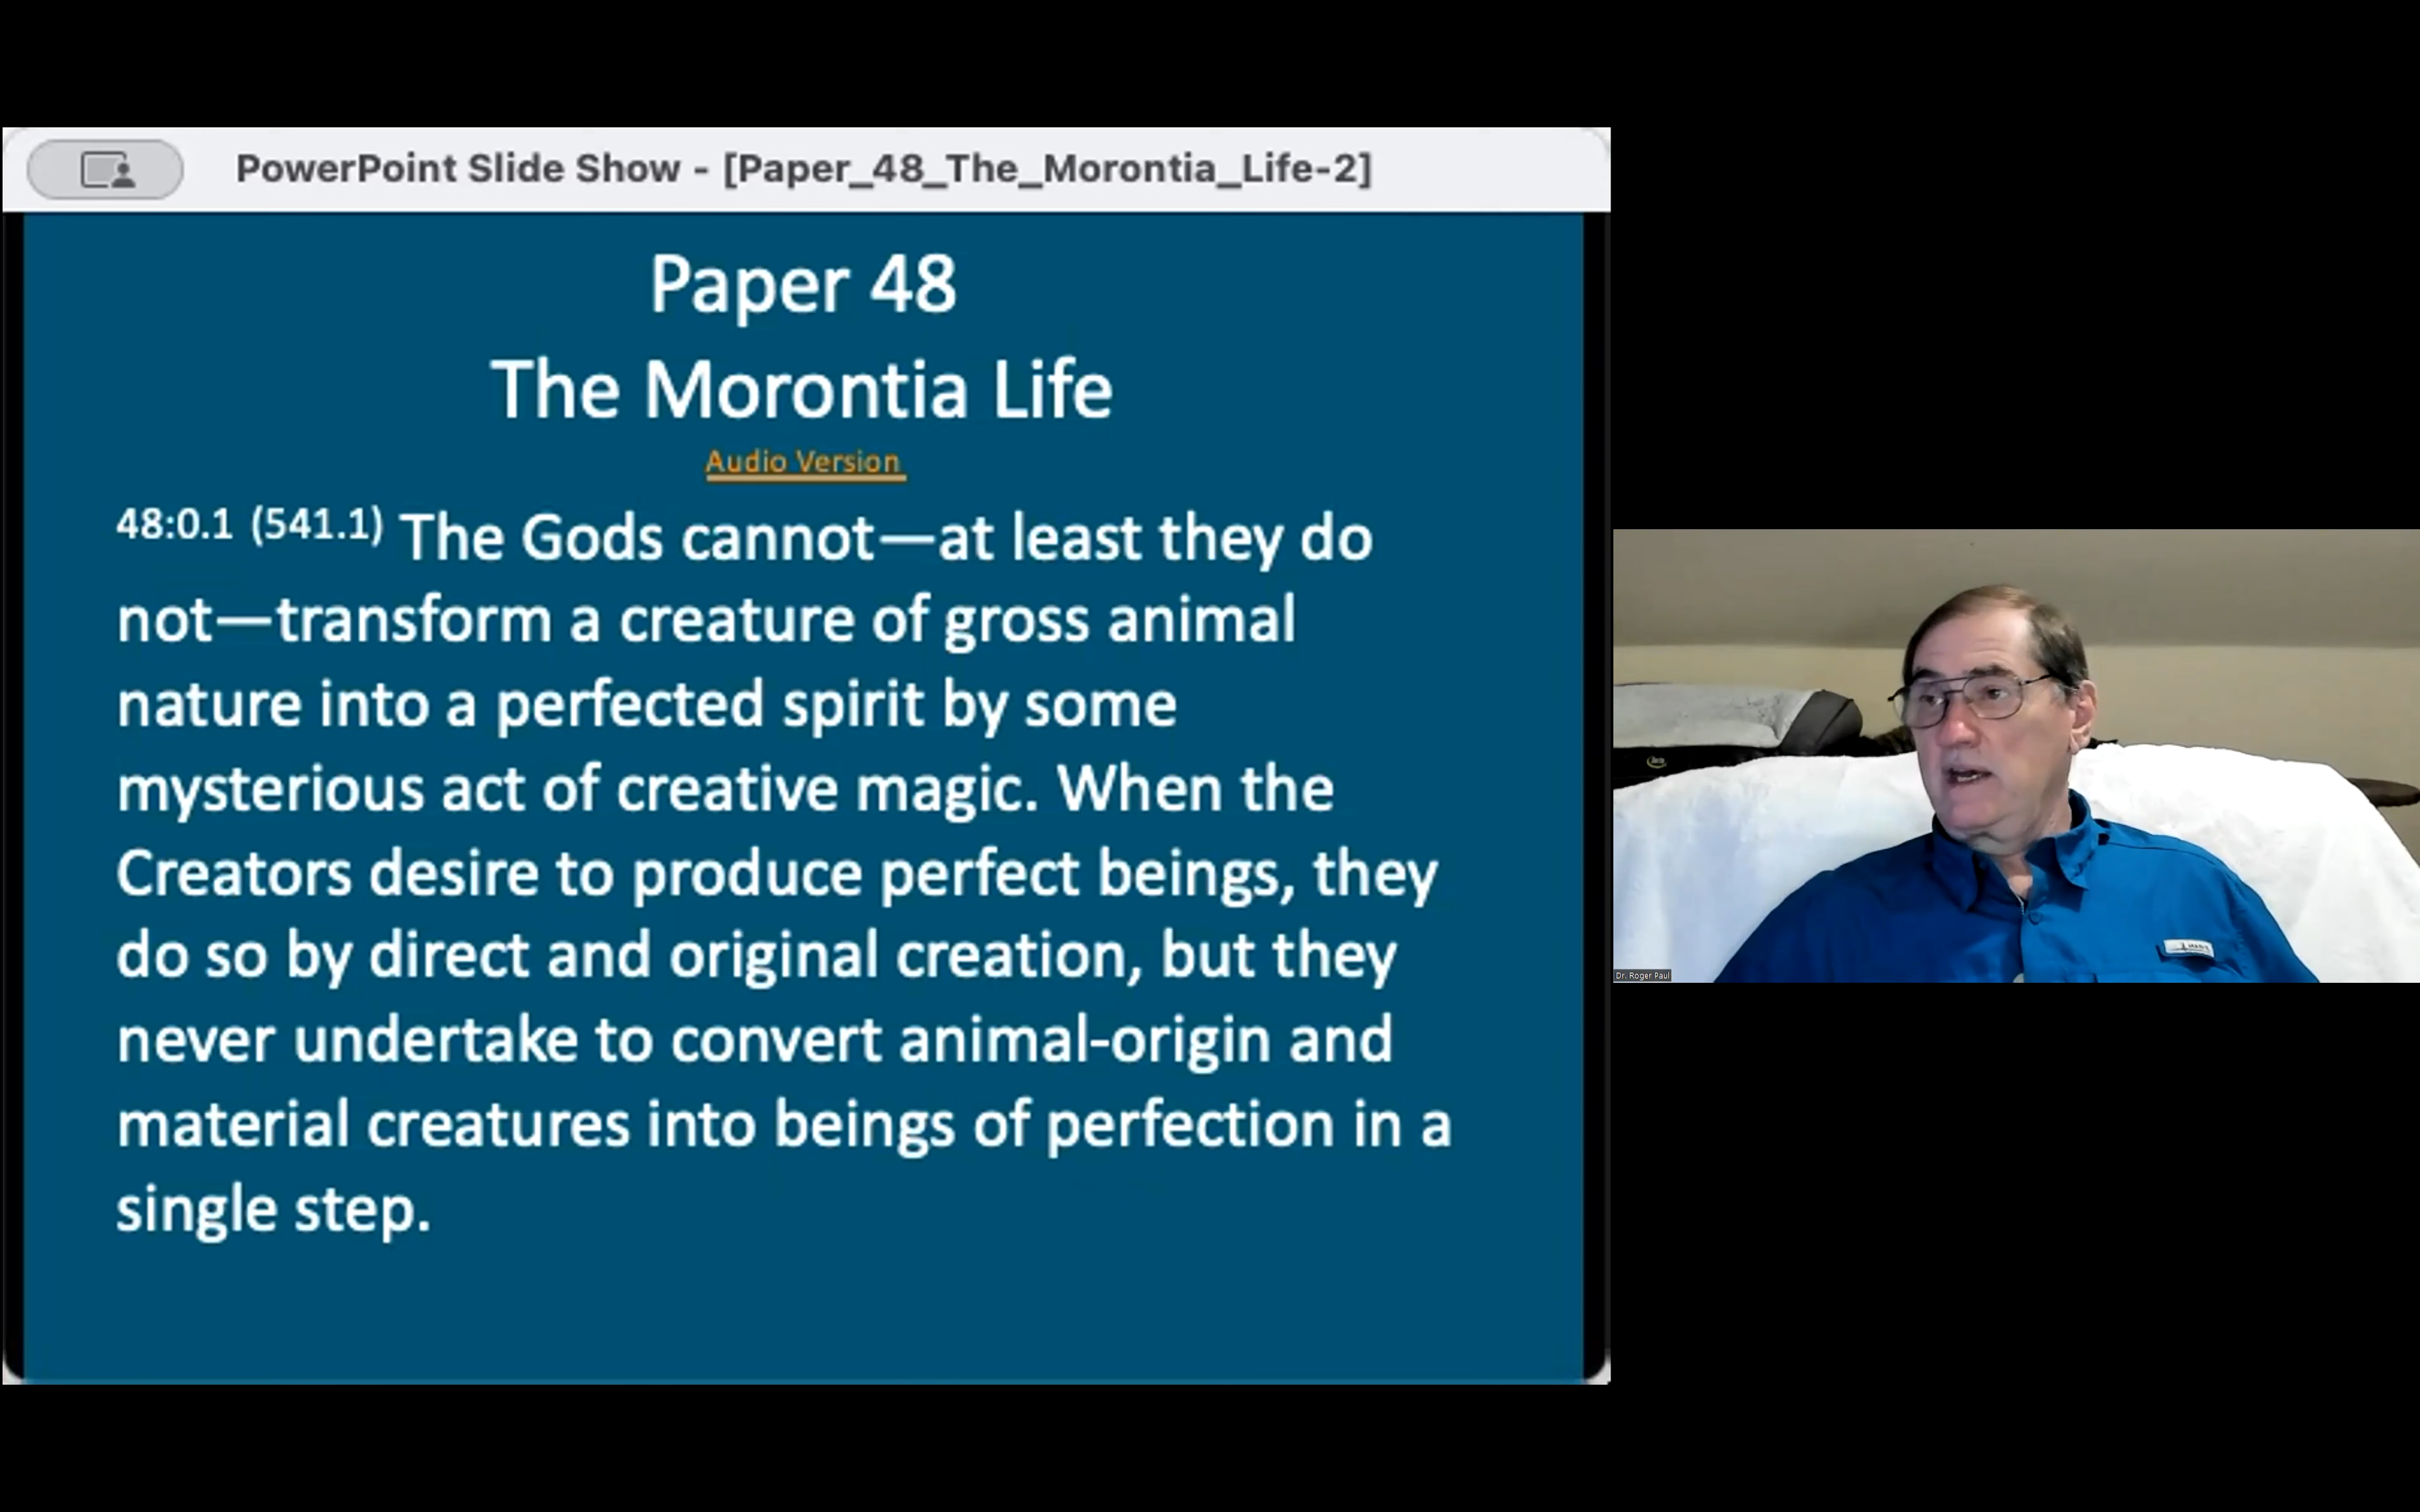 PowerPoint Slide Show - [Paper_48_The_Morontia_Life-2]
Paper 48
The Morontia Life
Audio Version
48:0.1 (541.1) The Gods cannot—at least they do
not—transform a creature of gross animal
nature into a perfected spirit by some
mysterious act of creative magic. When the
Creators desire to produce perfect beings, they
do so by direct and original creation, but they
never undertake to convert animal-origin and
material creatures into beings of perfection in a
single step.
Dr. Roger Paul